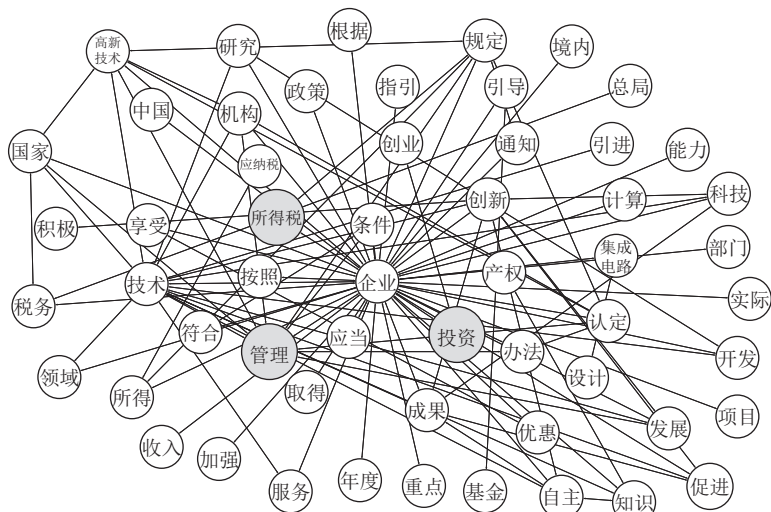 根据
高新
技术
研究
规定
境内
政策
指引
引导
总局
中国
机构
国家
创业
通知
引进
能力
应纳税
积极
享受
所得税
条件
创新
计算
科技
技术
按照
企业
产权
集成
电路
部门
税务
符合
管理
应当
投资
办法
认定
实际
领域
所得
取得
设计
开发
成果
优惠
发展
项目
收入
加强
服务
年度
重点
基金
自主
知识
促进